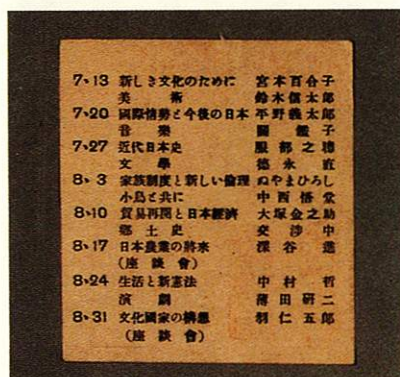 7、13 新しき文化のために 宮本百合子
美術 鈴木信太郎
7、20 國際情勢と今後の日本 平野義太郎
音樂 關鑑子
7、27 近代日本史 服部之總
文學 德永直
8、3 家族制度と新しい倫理 ぬやまひろし
小鳥と共に 中西悟堂
8、10 貿易再開と日本經濟 大塚金之助
鄕土史 交渉中
8、17 日本農業の將來 深谷進
(座談會)
8、24 生活と新憲法 中村哲
演劇 薄田研二
8、31 文化國家の構想 羽仁五郎
(座談會)